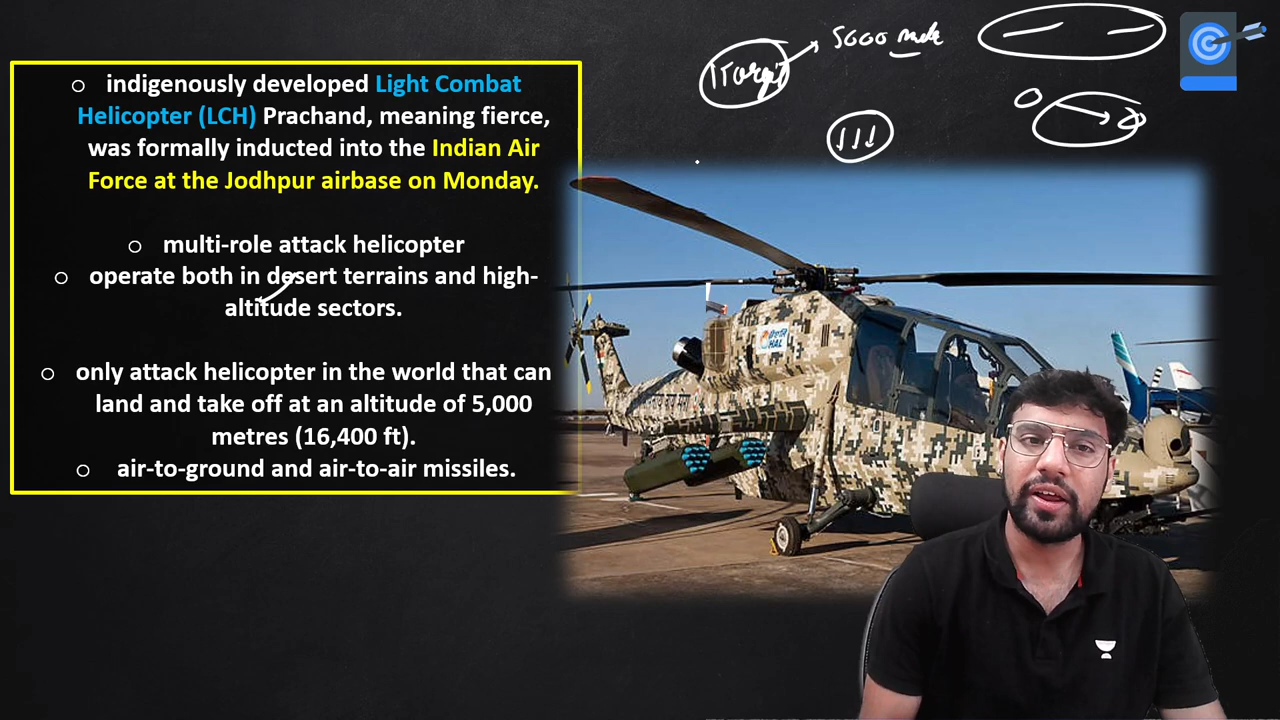 5000
o indigenously developed Light Combat
Helicopter (LCH) Prachand, meaning fierce,
was formally inducted into the Indian Air
Force at the Jodhpur airbase on Monday.
o multi-role attack helicopter
o operate both in desert terrains and high-
altitude sectors.
o only attack helicopter in the world that can
land and take off at an altitude of 5,000
metres (16,400 ft).
o air-to-ground and air-to-air missiles.
HAL